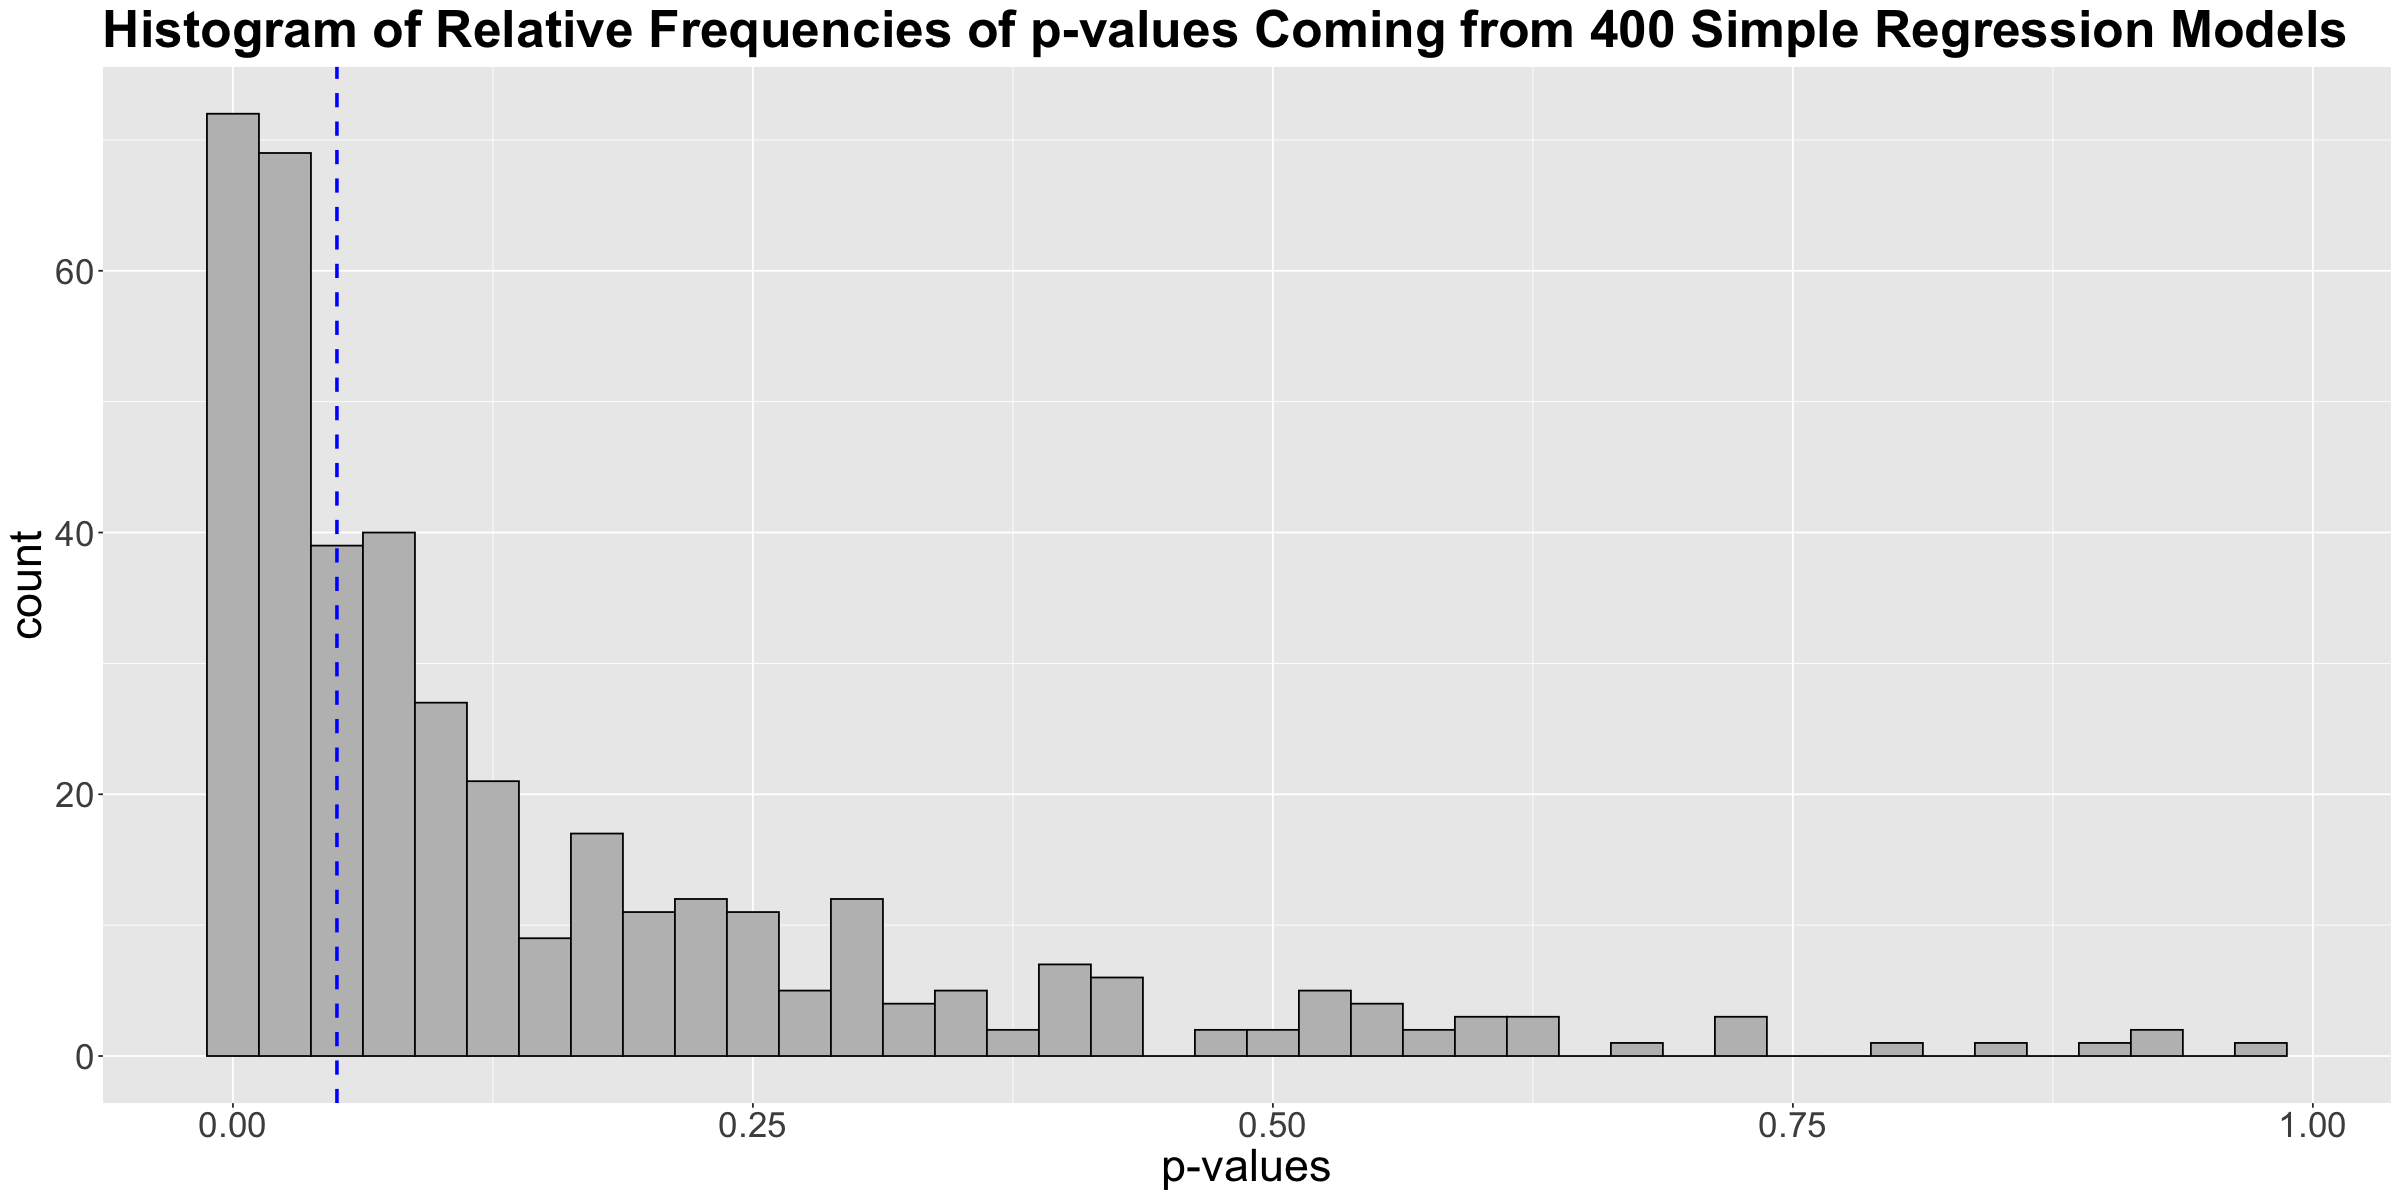 Histogram of Relative Frequencies of p-values Coming from 400 Simple Regression Models
count
60
40
20
0
0.00 0.25 0.50 0.75 1.00
p-values